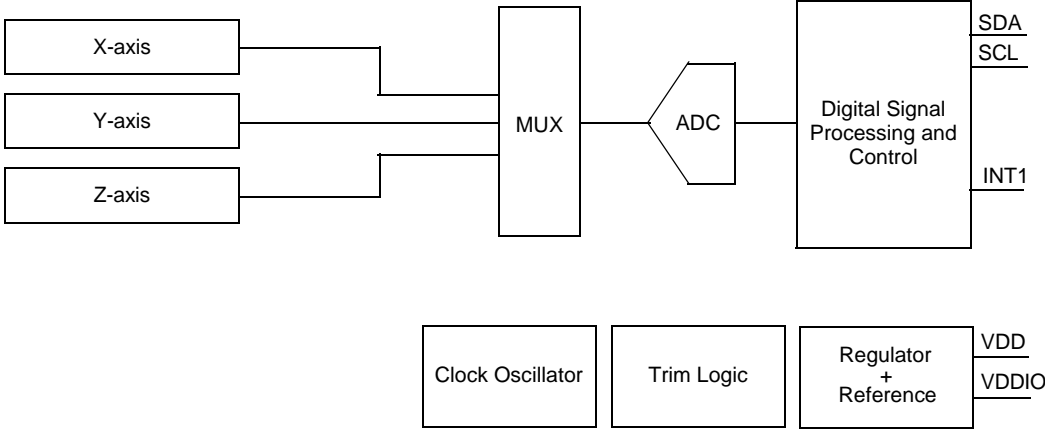 X-axis
Y-axis
Z-axis
MUX
ADC
Digital Signal
Processing and
Control
SDA
SCL
INT1
Clock Oscillator
Trim Logic
Regulator
+
Reference
VDD
VDDIO